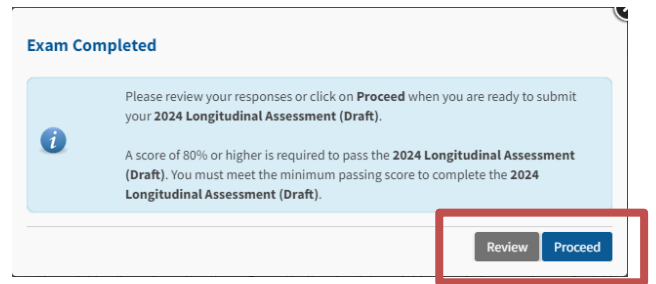 Exam Completed
Please review your responses or click on Proceed when you are ready to submit
your 2024 Longitudinal Assessment (Draft).
A score of 80% or higher is required to pass the 2024 Longitudinal Assessment
(Draft). You must meet the minimum passing score to complete the 2024
Longitudinal Assessment (Draft).
Review Proceed